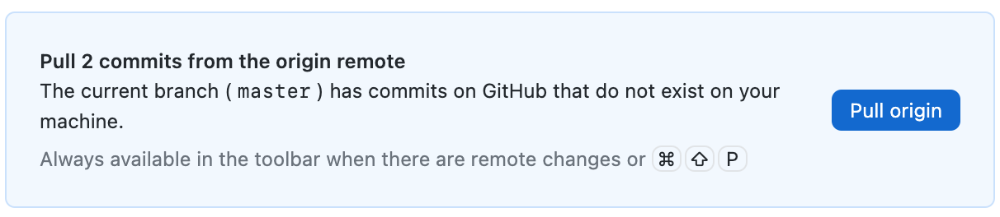 Pull 2 commits from the origin remote
The current branch ( master ) has commits on GitHub that do not exist on your
machine.
Pull origin
Always available in the toolbar when there are remote changes or ⌘ ⇧ P